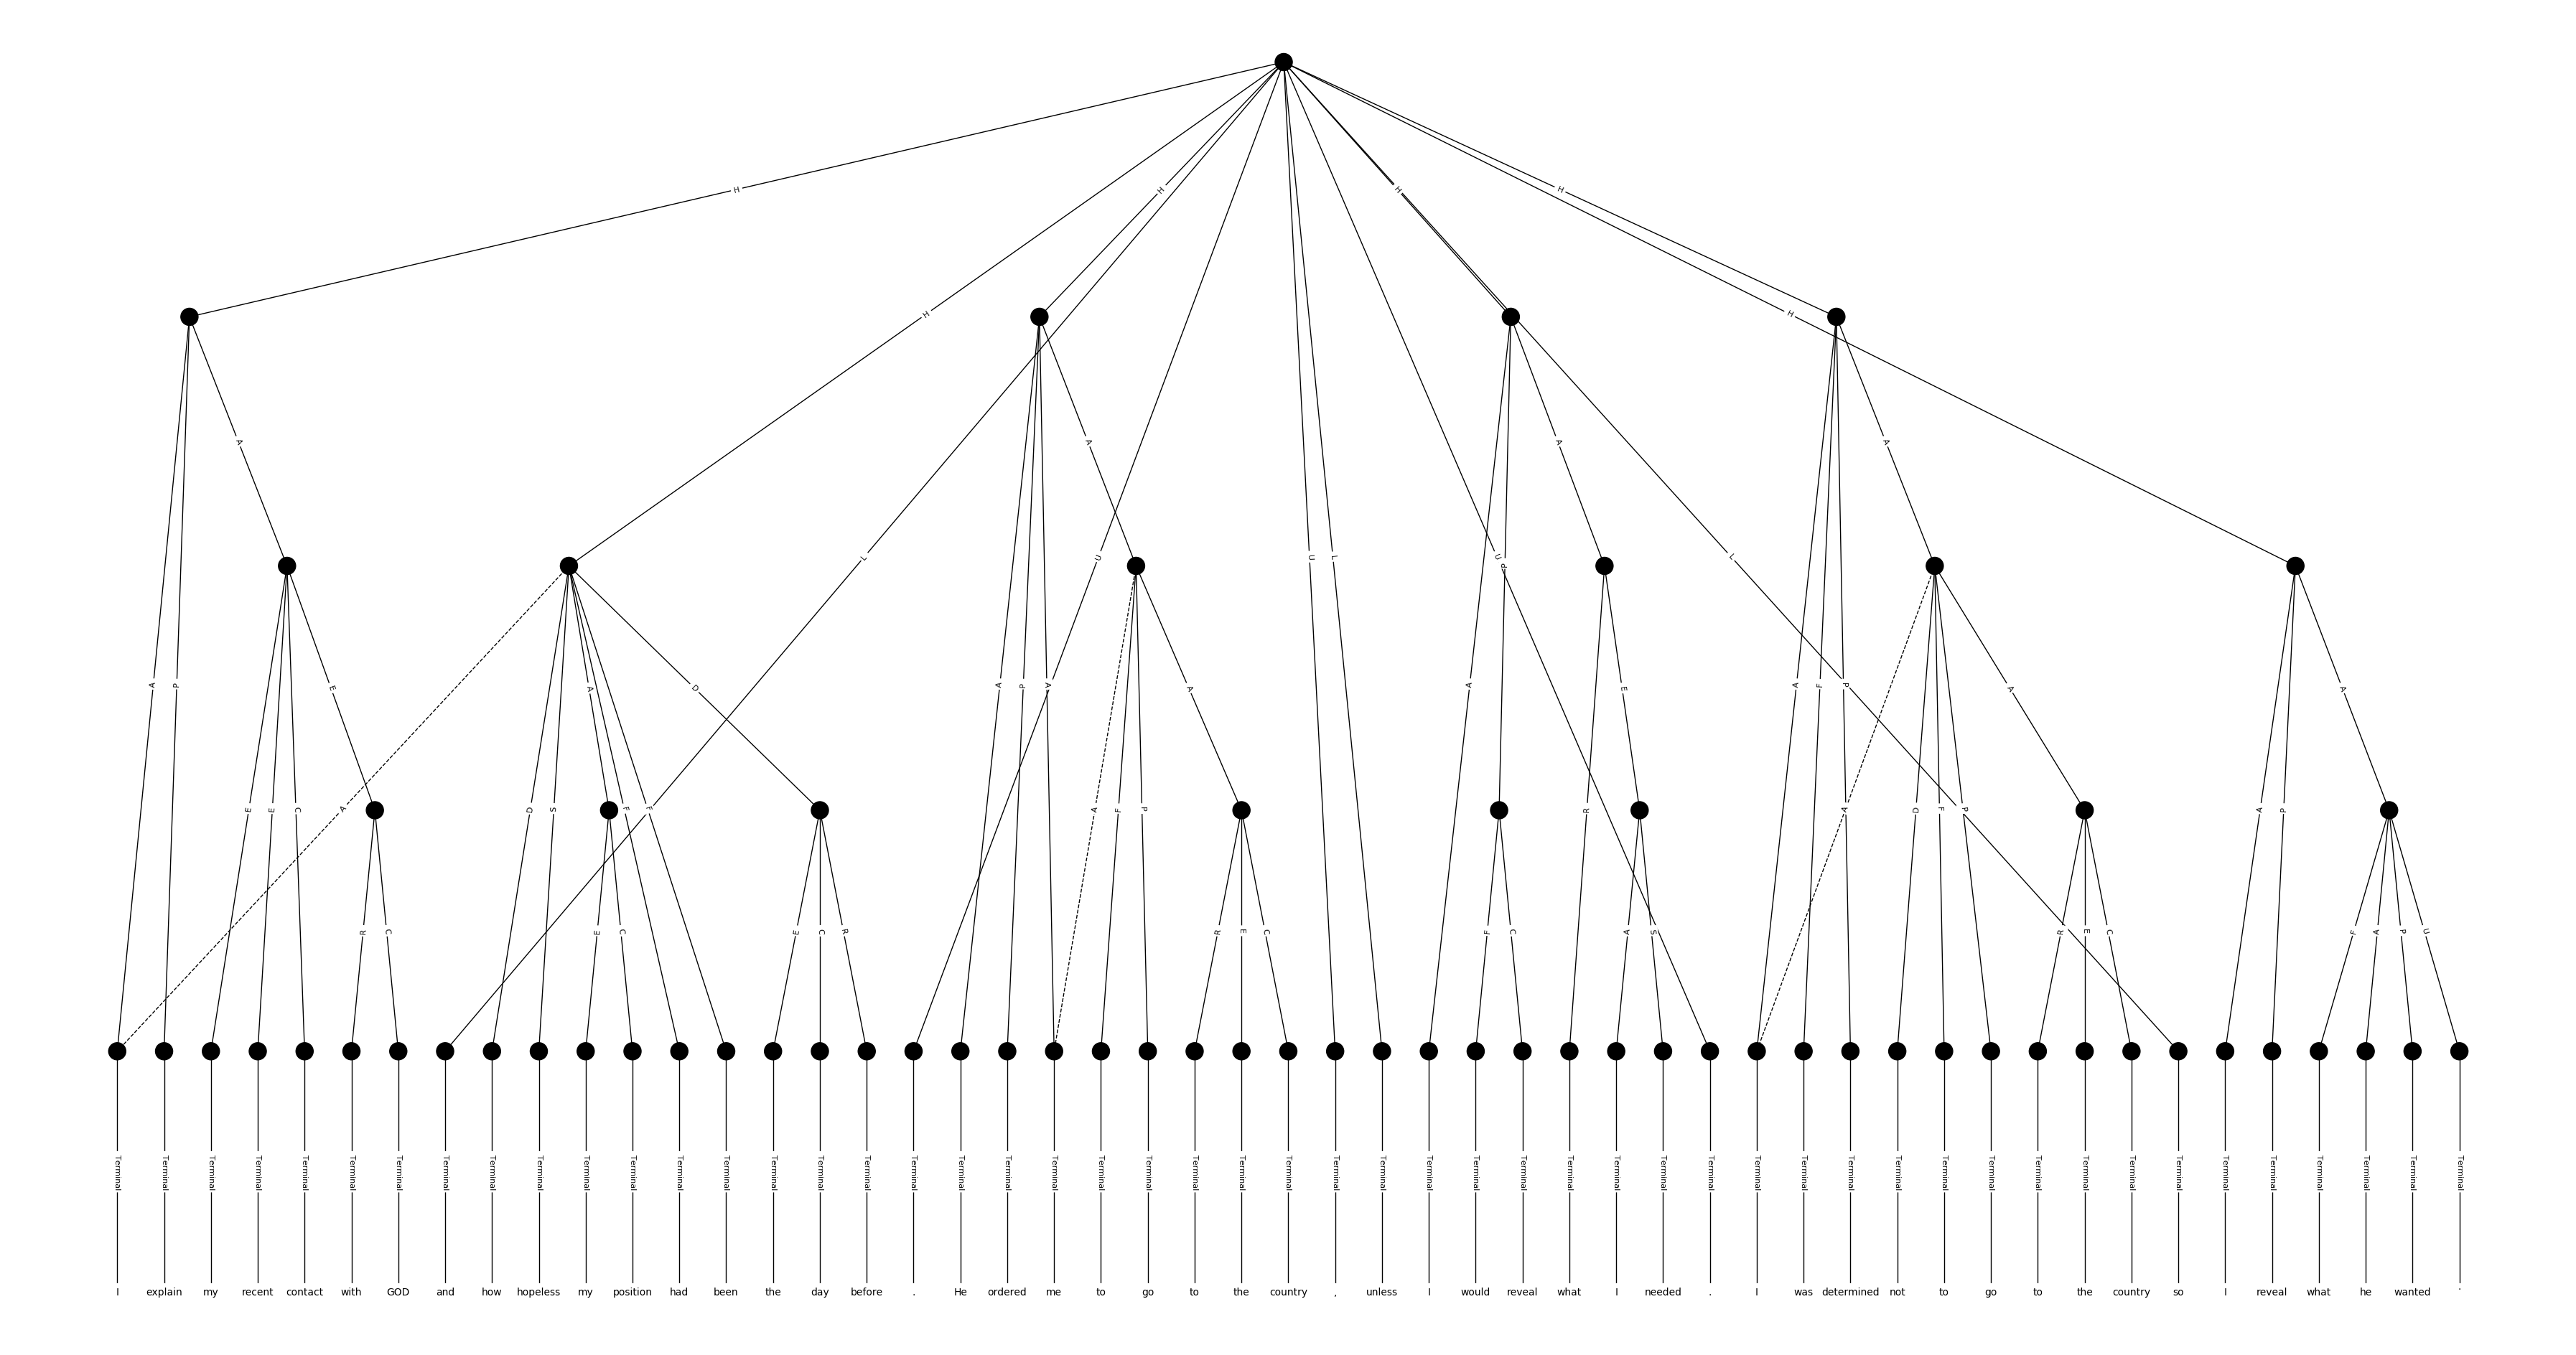 H H H H H
H H
A A A A
U U L L L U P
A P A E A P A A A A F P A A
E E C D S A F F D A F P R E D F P A A P
R C E C E C R R E C F C A S R E C F A P U
Terminal Terminal Terminal Terminal Terminal Terminal Terminal Terminal Terminal Terminal Terminal Terminal Terminal Terminal Terminal Terminal Terminal Terminal Terminal Terminal Terminal Terminal Terminal Terminal Terminal Terminal Terminal Terminal Terminal Terminal Terminal Terminal Terminal Terminal Terminal Terminal Terminal Terminal Terminal Terminal Terminal Terminal Terminal Terminal Terminal Terminal Terminal Terminal Terminal Terminal Terminal
I explain my recent contact with GOD and how hopeless my position had been the day before . He ordered me to go to the country , unless I would reveal what I needed . I was determined not to go to the country so I reveal what he wanted .